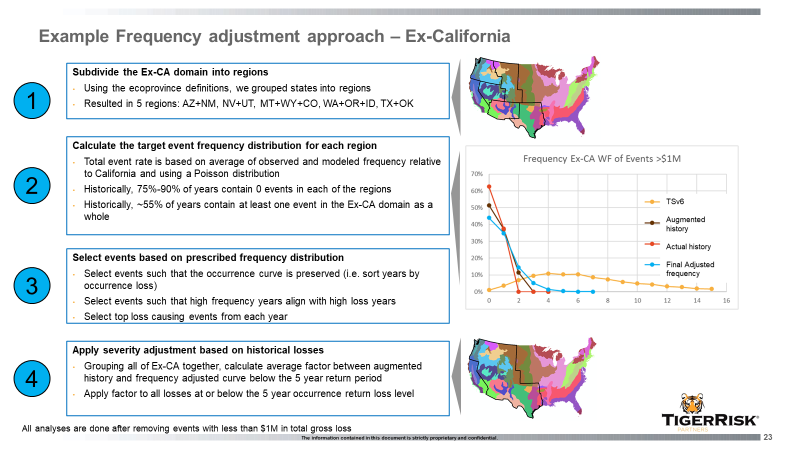 Example Frequency adjustment approach – Ex-California
1
Subdivide the Ex-CA domain into regions
· Using the ecoprovince definitions, we grouped states into regions
· Resulted in 5 regions: AZ+NM, NV+UT, MT+WY+CO, WA+OR+ID, TX+OK
2
Calculate the target event frequency distribution for each region
· Total event rate is based on average of observed and modeled frequency relative
to California and using a Poisson distribution
· Historically, 75%-90% of years contain 0 events in each of the regions
· Historically, ~55% of years contain at least one event in the Ex-CA domain as a
whole
Frequency Ex-CA WF of Events >$1M
70%
60%
50%
40%
30%
20%
10%
0%
0 2 4 6 8 10 12 14 16
TSv6
Augmented
history
Actual history
Final Adjusted
frequency
3
Select events based on prescribed frequency distribution
· Select events such that the occurrence curve is preserved (i.e. sort years by
occurrence loss)
· Select events such that high frequency years align with high loss years
· Select top loss causing events from each year
4
Apply severity adjustment based on historical losses
· Grouping all of Ex-CA together, calculate average factor between augmented
history and frequency adjusted curve below the 5 year return period
· Apply factor to all losses at or below the 5 year occurrence return loss level
TIGERRISK
PARTNERS
All analyses are done after removing events with less than $1M in total gross loss
The information contained in this document is strictly proprietary and confidential.
23